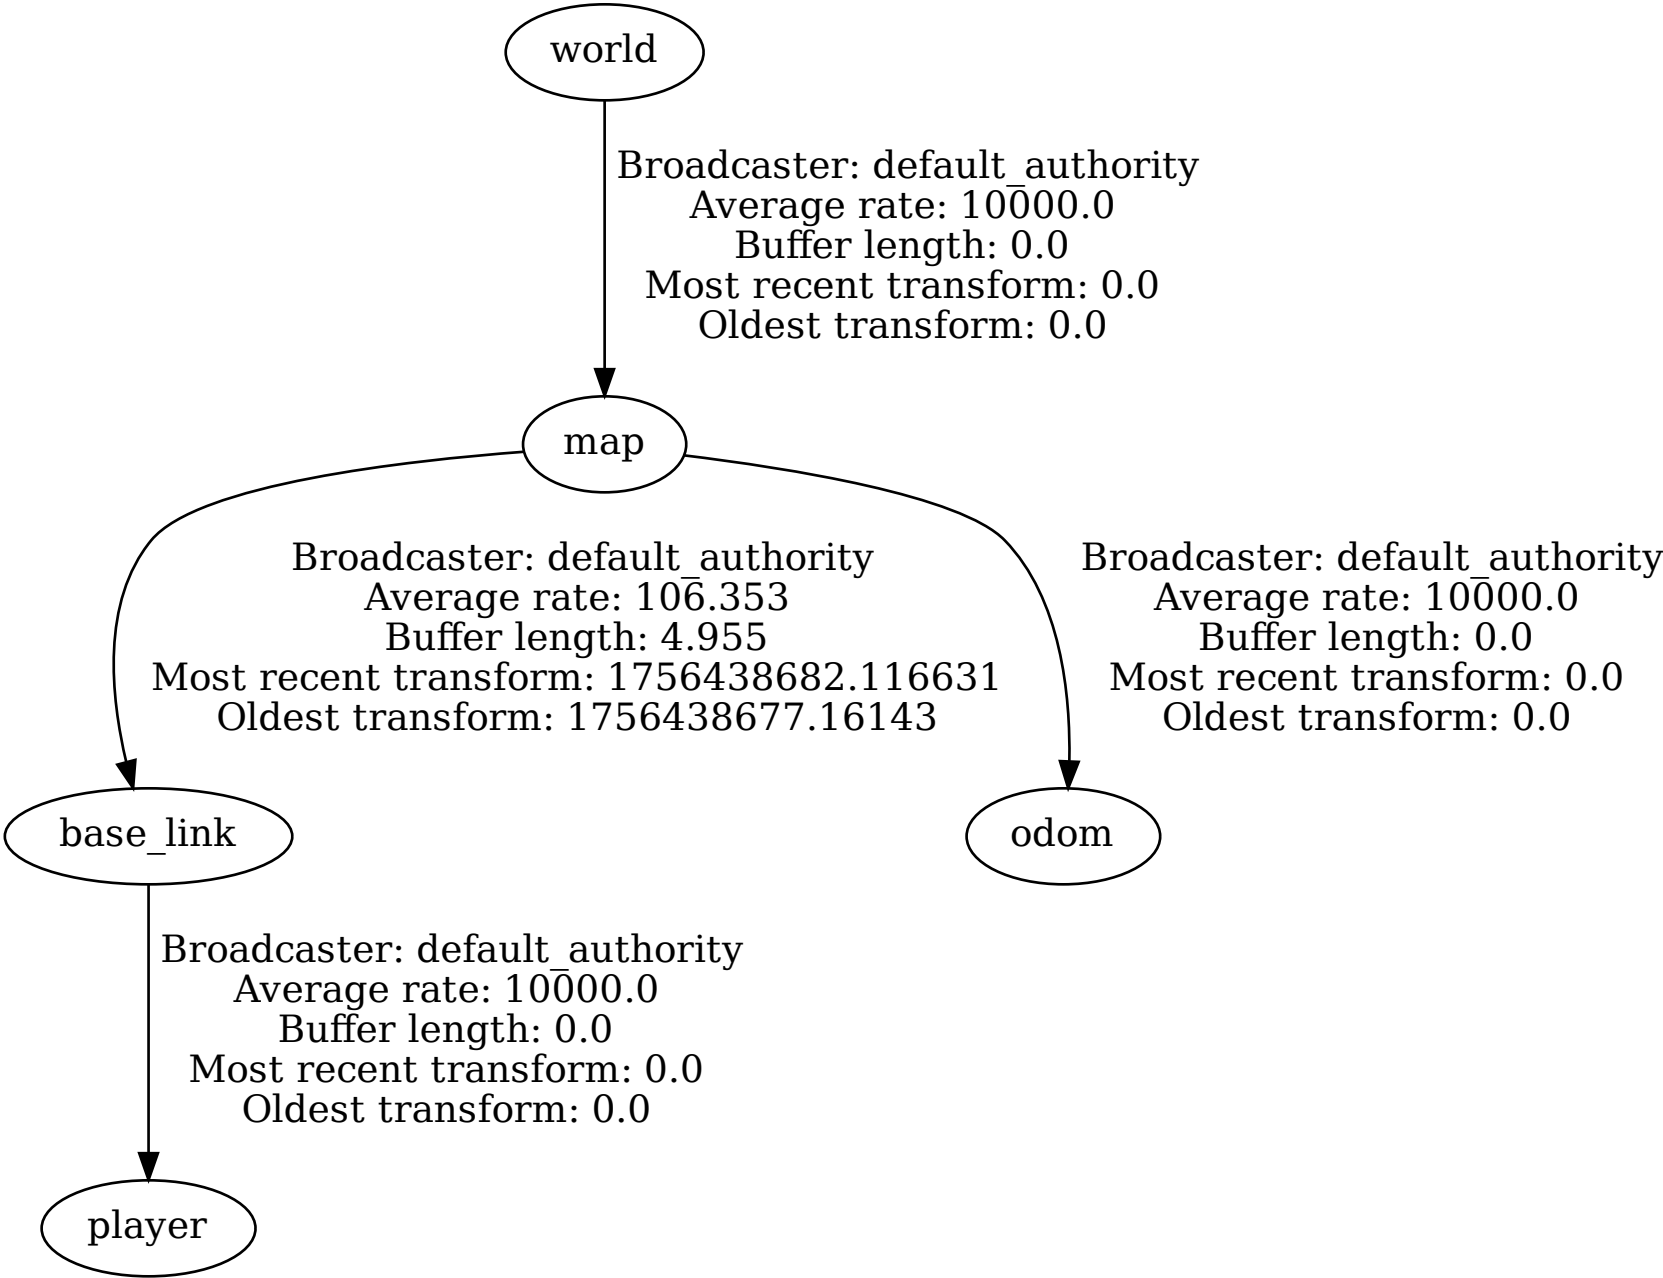 world
Broadcaster: default_authority
Average rate: 10000.0
Buffer length: 0.0
Most recent transform: 0.0
Oldest transform: 0.0
map
Broadcaster: default_authority
Average rate: 106.353
Buffer length: 4.955
Most recent transform: 1756438682.116631
Oldest transform: 1756438677.16143
Broadcaster: default_authority
Average rate: 10000.0
Buffer length: 0.0
Most recent transform: 0.0
Oldest transform: 0.0
base_link
odom
Broadcaster: default_authority
Average rate: 10000.0
Buffer length: 0.0
Most recent transform: 0.0
Oldest transform: 0.0
player